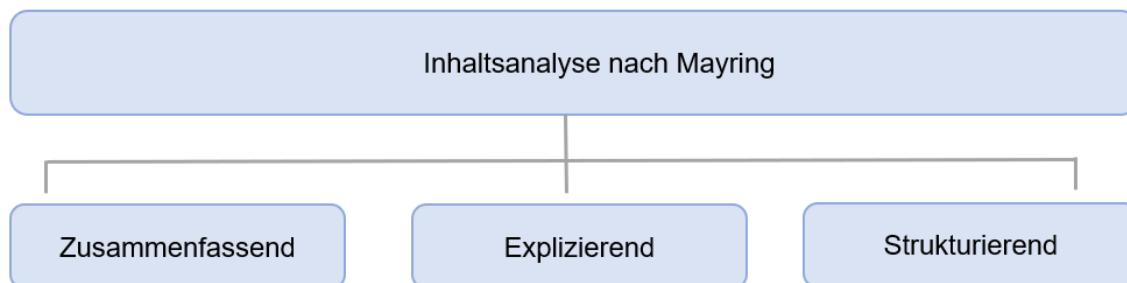 Inhaltsanalyse nach Mayring
Zusammenfassend
Explizierend
Strukturierend